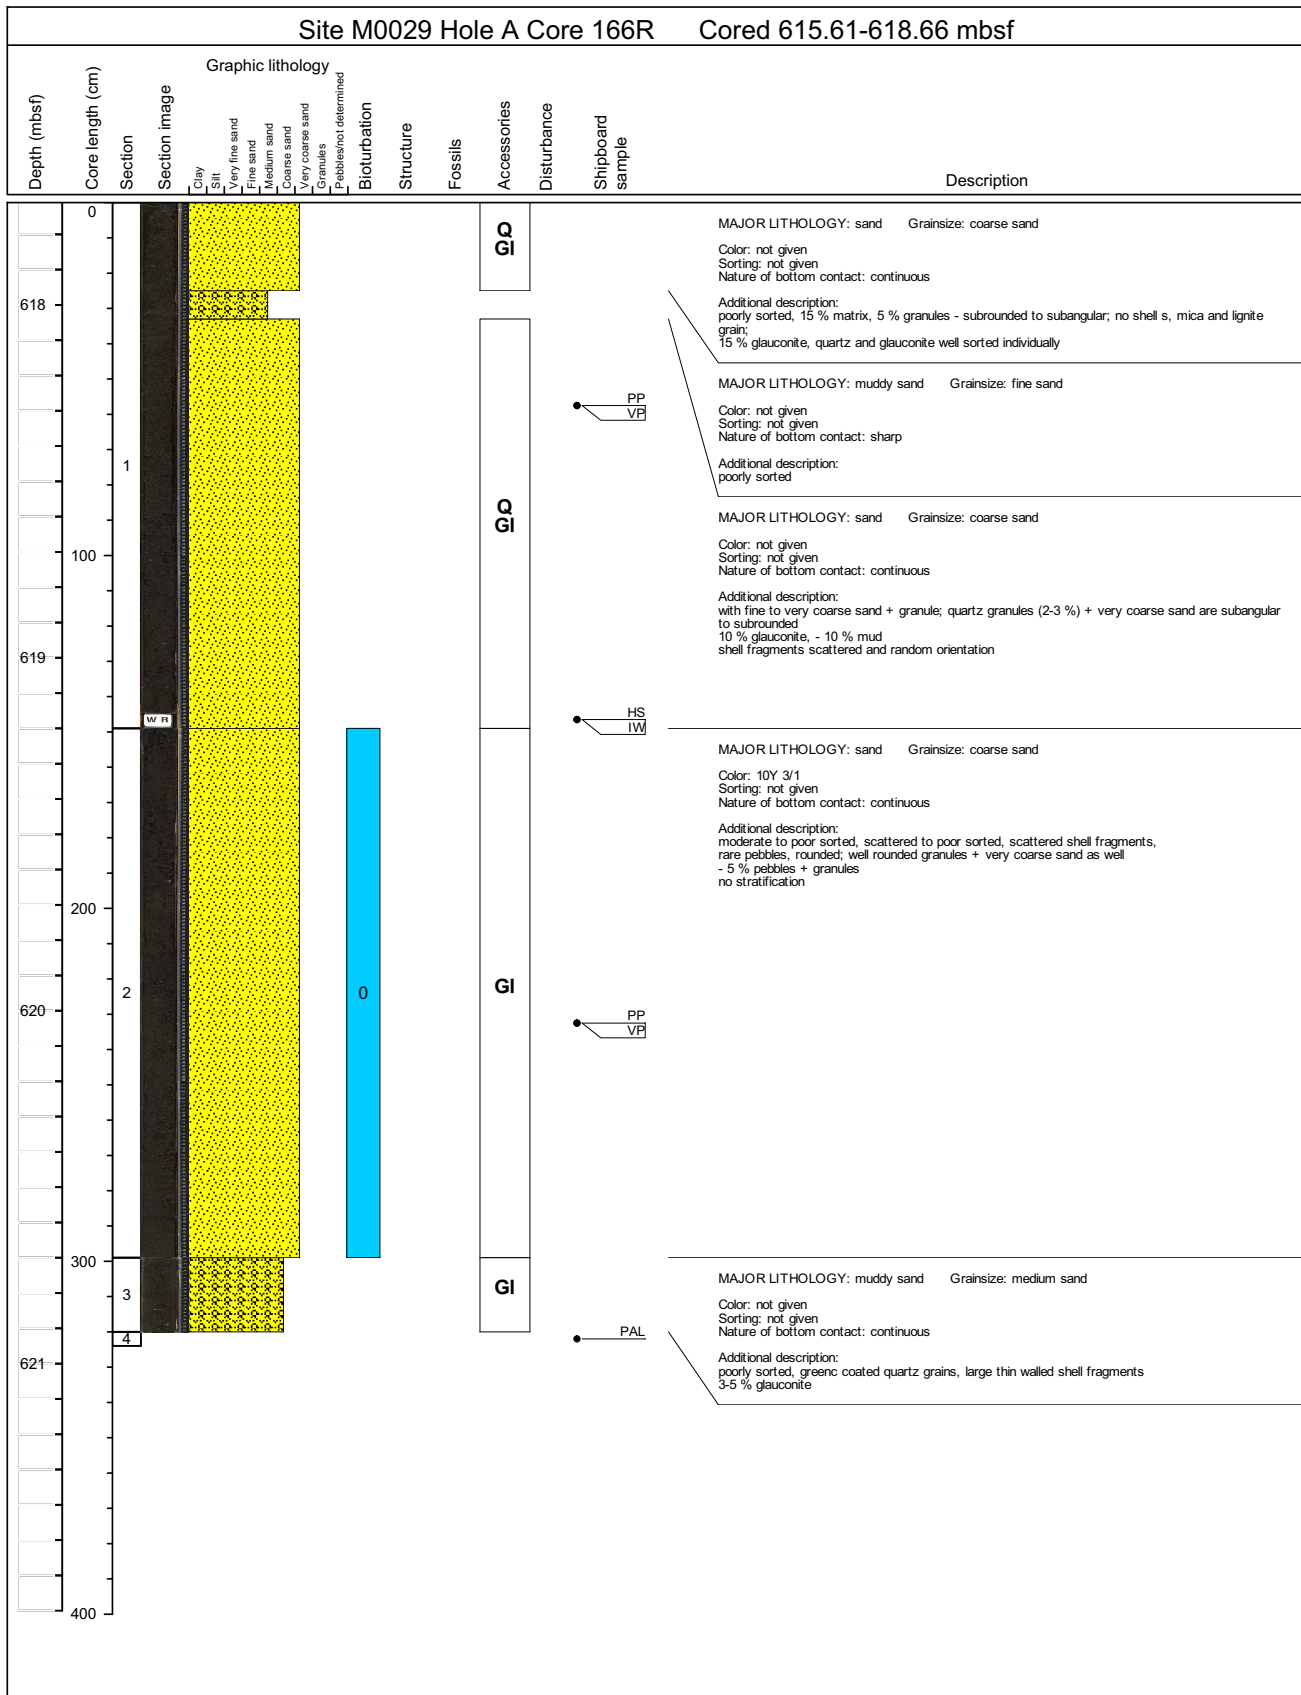 Site M0029 Hole A Core 166R Cored 615.61-618.66 mbsf
Graphic lithology
Depth (mbsf)
Core length (cm)
Section
Section image
Clay
Silt
Very fine sand
Fine sand
Medium sand
Coarse sand
Very coarse sand
Granules
Pebbles/not determined
Bioturbation
Structure
Fossils
Accessories
Disturbance
Shipboard
sample
Description
0
Q
GI
MAJOR LITHOLOGY: sand Grainsize: coarse sand
Color: not given
Sorting: not given
Nature of bottom contact: continuous
618
Additional description:
poorly sorted, 15 % matrix, 5 % granules - subrounded to subangular; no shell s, mica and lignite
grain;
15 % glauconite, quartz and glauconite well sorted individually
MAJOR LITHOLOGY: muddy sand Grainsize: fine sand
PP
VP
Color: not given
Sorting: not given
Nature of bottom contact: sharp
1
Additional description:
poorly sorted
Q
GI
MAJOR LITHOLOGY: sand Grainsize: coarse sand
100
Color: not given
Sorting: not given
Nature of bottom contact: continuous
Additional description:
with fine to very coarse sand + granule; quartz granules (2-3 %) + very coarse sand are subangular
to subrounded
10 % glauconite, - 10 % mud
shell fragments scattered and random orientation
619
W R
HS
IW
MAJOR LITHOLOGY: sand Grainsize: coarse sand
Color: 10Y 3/1
Sorting: not given
Nature of bottom contact: continuous
Additional description:
moderate to poor sorted, scattered to poor sorted, scattered shell fragments,
rare pebbles, rounded; well rounded granules + very coarse sand as well
- 5 % pebbles + granules
no stratification
200
2
0
GI
620
PP
VP
300
3
GI
MAJOR LITHOLOGY: muddy sand Grainsize: medium sand
Color: not given
Sorting: not given
Nature of bottom contact: continuous
4
PAL
621
Additional description:
poorly sorted, greenc coated quartz grains, large thin walled shell fragments
3-5 % glauconite
400